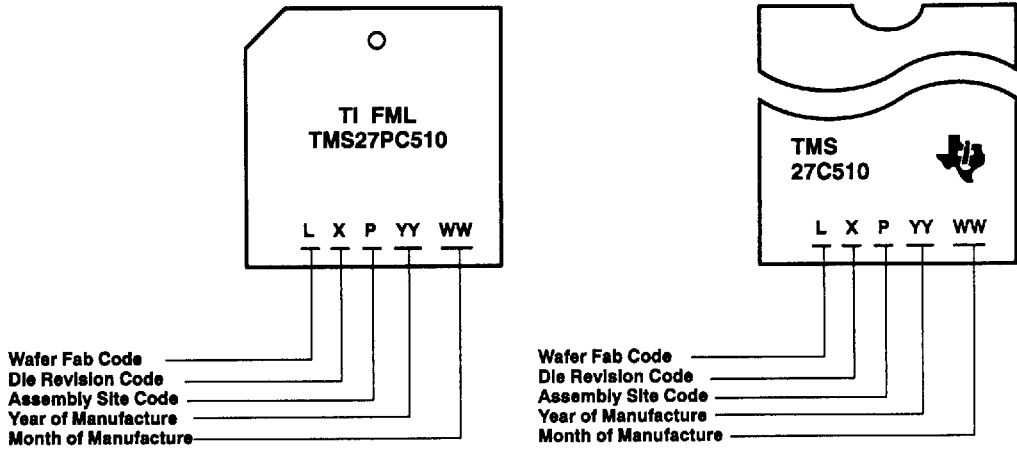 TI FML
TMS27PC510
L X P YY WW
Wafer Fab Code
Die Revision Code
Assembly Site Code
Year of Manufacture
Month of Manufacture
TMS
27C510
L X P YY WW
Wafer Fab Code
Die Revision Code
Assembly Site Code
Year of Manufacture
Month of Manufacture